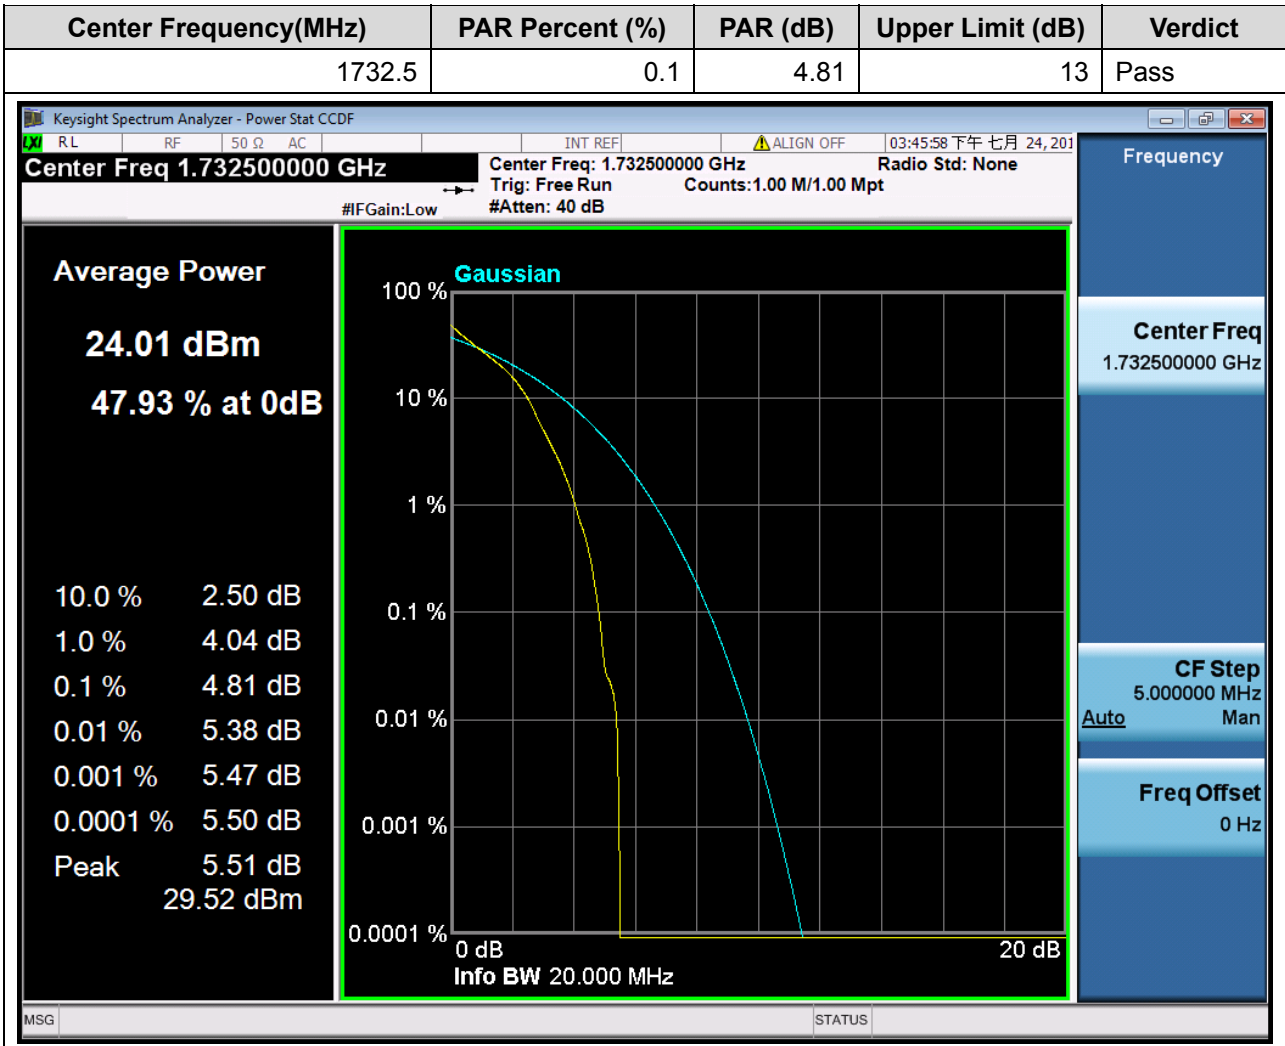 Center Frequency(MHz) PAR Percent (%) PAR (dB) Upper Limit (dB) Verdict
1732.5 0.1 4.81 13 Pass
Keysight Spectrum Analyzer - Power Stat CCDF
LXI RL RF 50 Ω AC INT REF ALIGN OFF 03:45:58 下午 七月 24, 201
Center Freq 1.732500000 GHz
Center Freq: 1.732500000 GHz Radio Std: None
Trig: Free Run Counts:1.00 M/1.00 Mpt
#IFGain:Low #Atten: 40 dB
Frequency
Average Power
24.01 dBm
47.93 % at 0dB
10.0 % 2.50 dB
1.0 % 4.04 dB
0.1 % 4.81 dB
0.01 % 5.38 dB
0.001 % 5.47 dB
0.0001 % 5.50 dB
Peak 5.51 dB
29.52 dBm
Gaussian
100 %
10 %
1 %
0.1 %
0.01 %
0.001 %
0.0001 %
0 dB 20 dB
Info BW 20.000 MHz
Center Freq
1.732500000 GHz
CF Step
5.000000 MHz
Auto Man
Freq Offset
0 Hz
MSG STATUS